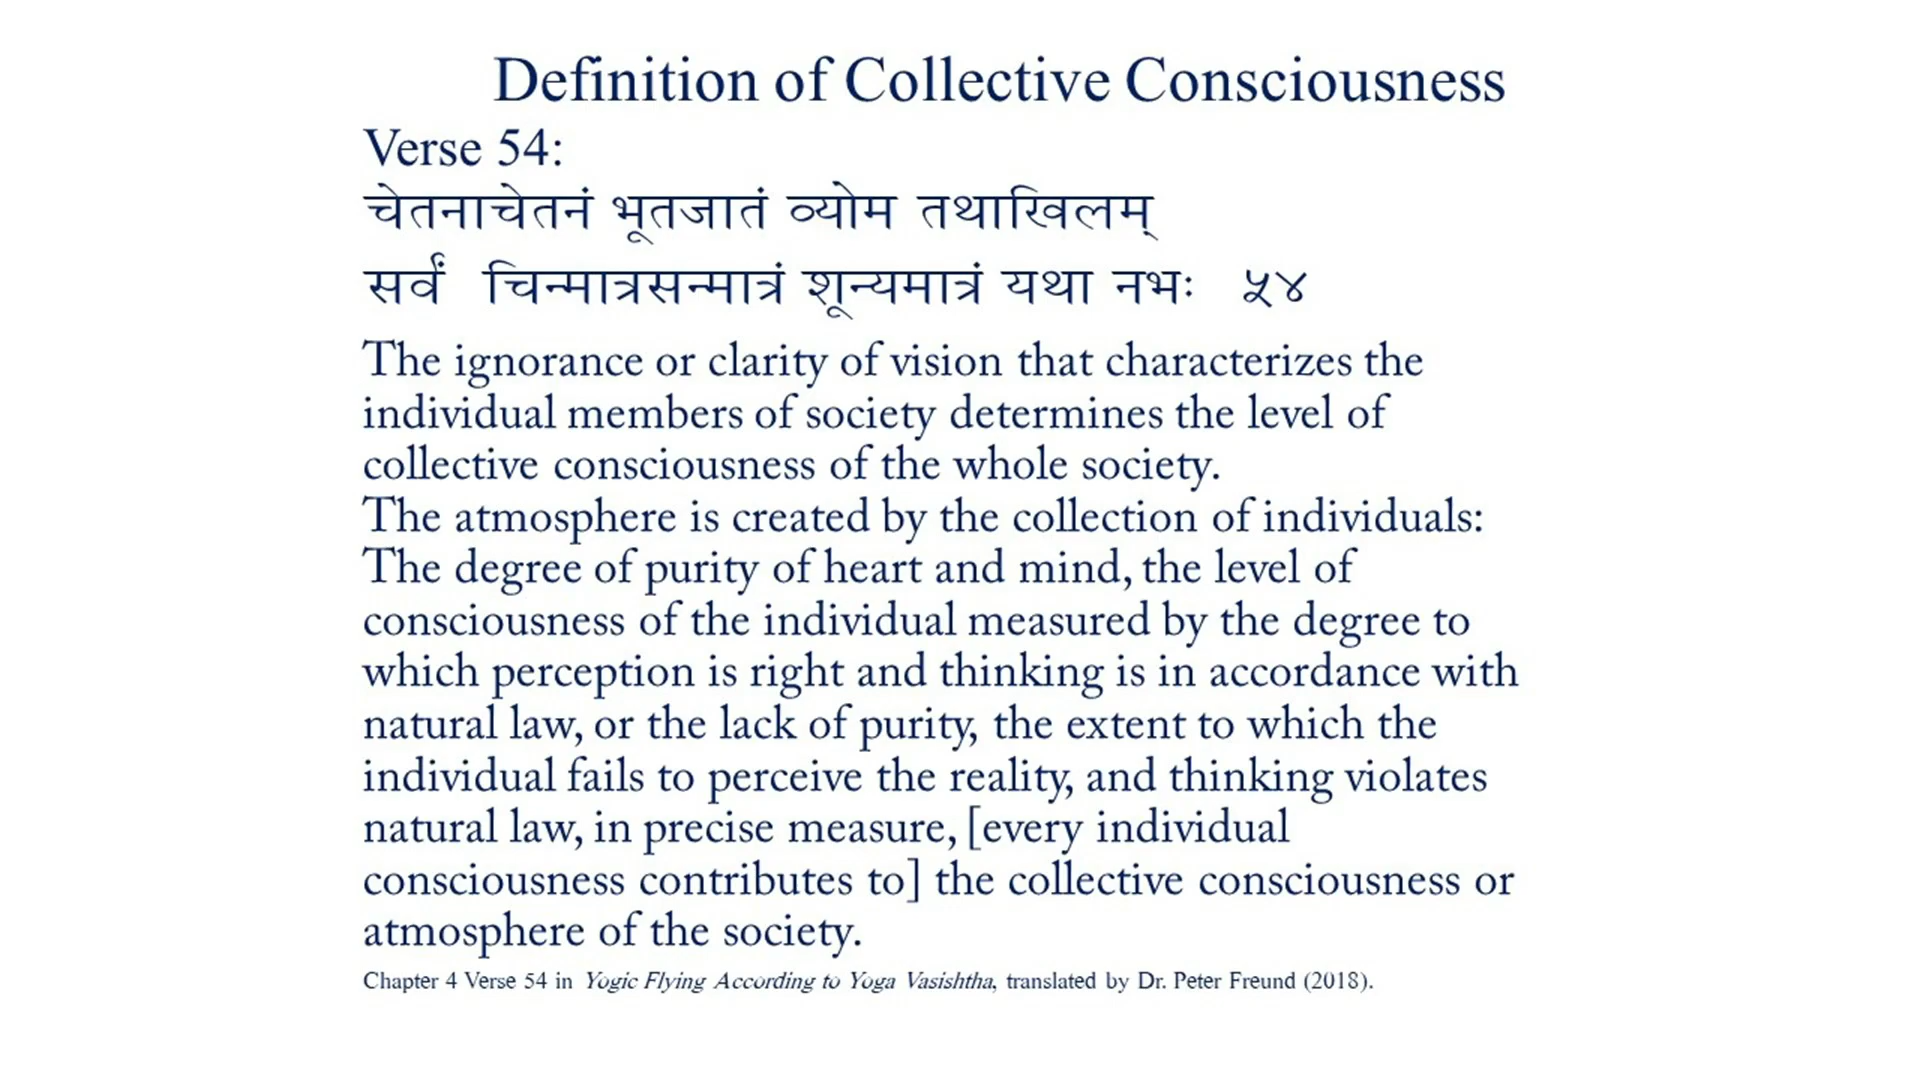 Definition of Collective Consciousness
Verse 54:
चेतनाचेतनं भूतजातं व्योम तथाखिलम्
सर्वं चिन्मात्रसन्मात्रं शून्यमात्रं यथा नभः ५४
The ignorance or clarity of vision that characterizes the
individual members of society determines the level of
collective consciousness of the whole society.
The atmosphere is created by the collection of individuals:
The degree of purity of heart and mind, the level of
consciousness of the individual measured by the degree to
which perception is right and thinking is in accordance with
natural law, or the lack of purity, the extent to which the
individual fails to perceive the reality, and thinking violates
natural law, in precise measure, [every individual
consciousness contributes to] the collective consciousness or
atmosphere of the society.
Chapter 4 Verse 54 in Yogic Flying According to Yoga Vasishtha, translated by Dr. Peter Freund (2018).